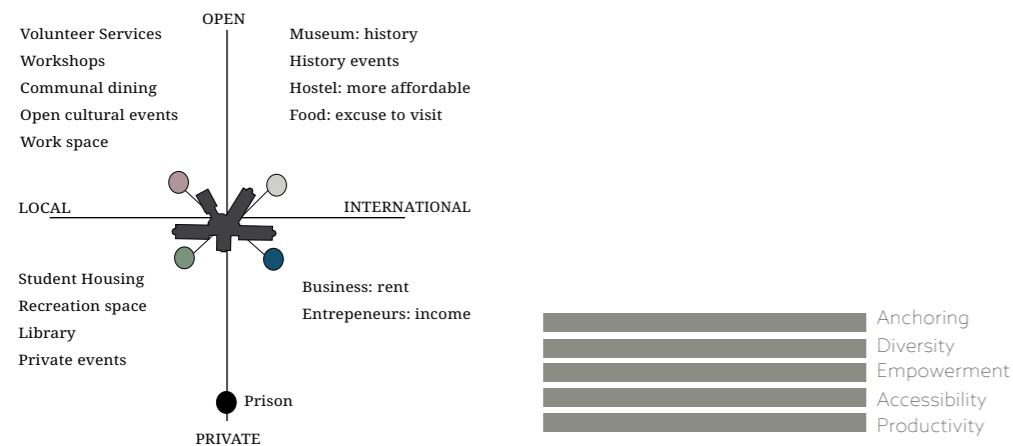 OPEN
Volunteer Services
Workshops
Communal dining
Open cultural events
Work space
Museum: history
History events
Hostel: more affordable
Food: excuse to visit
LOCAL
INTERNATIONAL
Student Housing
Recreation space
Library
Private events
Business: rent
Entrepeneurs: income
Prison
PRIVATE
Anchoring
Diversity
Empowerment
Accessibility
Productivity